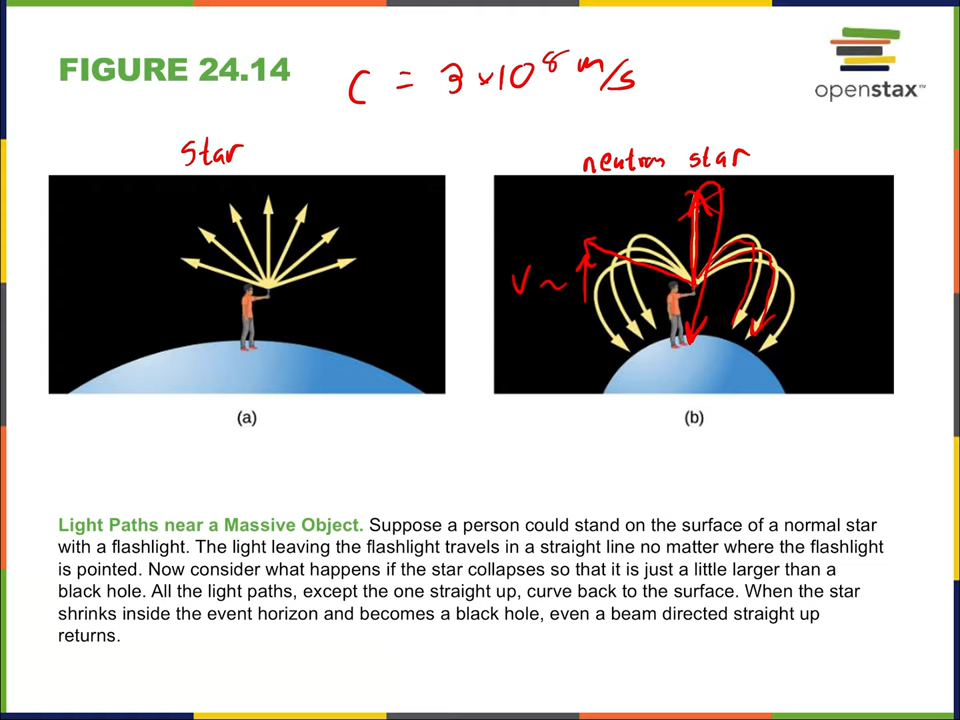 FIGURE 24.14
C = 3 × 10⁸ m/s
openstax™
Star
neutron star
V ~
(a)
(b)
Light Paths near a Massive Object. Suppose a person could stand on the surface of a normal star
with a flashlight. The light leaving the flashlight travels in a straight line no matter where the flashlight
is pointed. Now consider what happens if the star collapses so that it is just a little larger than a
black hole. All the light paths, except the one straight up, curve back to the surface. When the star
shrinks inside the event horizon and becomes a black hole, even a beam directed straight up
returns.